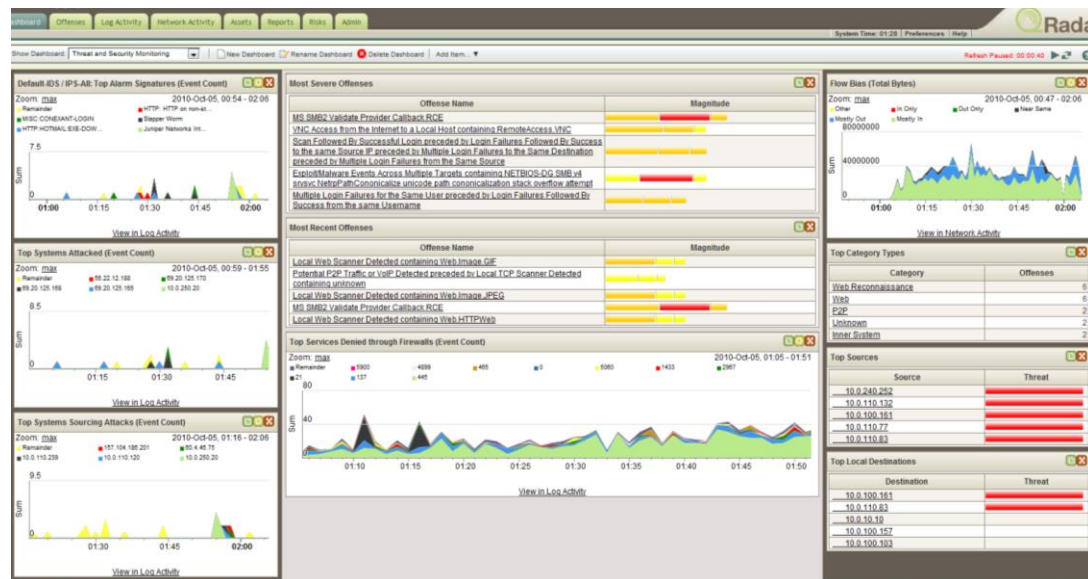 shboard Offenses Log Activity Network Activity Assets Reports Risks Admin
QRada
System Time: 01:28 Preferences Help
Show Dashboard: Threat and Security Monitoring New Dashboard Rename Dashboard Delete Dashboard Add Item...
Refresh Paused: 00:00:40
Default-IDS / IPS-All: Top Alarm Signatures (Event Count)
Zoom: max 2010-Oct-05, 00:54 - 02:06
Remainder HTTP: HTTP on non-st...
MISC:CONEXANT-LOGIN Slapper Worm
HTTP:HOTMAIL:EXE-DOW... Juniper Networks Int...
7.5
Sum
0
01:00 01:15 01:30 01:45 02:00
View in Log Activity
Top Systems Attacked (Event Count)
Zoom: max 2010-Oct-05, 00:59 - 01:55
Remainder 56.22.12.188 69.20.125.170
69.20.125.169 69.20.125.165 10.0.250.20
8.5
Sum
0
01:15 01:30 01:45
View in Log Activity
Top Systems Sourcing Attacks (Event Count)
Zoom: max 2010-Oct-05, 01:16 - 02:06
Remainder 157.104.186.201 60.4.46.75
10.0.110.239 10.0.110.120 10.0.250.20
9.5
Sum
0
01:30 01:45 02:00
View in Log Activity
Most Severe Offenses
Offense Name Magnitude
MS SMB2 Validate Provider Callback RCE
VNC Access from the Internet to a Local Host containing RemoteAccess.VNC
Scan Followed By Successful Login preceded by Login Failures Followed By Success
to the same Source IP preceded by Multiple Login Failures to the Same Destination
preceded by Multiple Login Failures from the Same Source
Exploit/Malware Events Across Multiple Targets containing NETBIOS-DG SMB v4
srvsvc NetrpPathCononicalize unicode path cononicalization stack overflow attempt
Multiple Login Failures for the Same User preceded by Login Failures Followed By
Success from the same Username
Most Recent Offenses
Offense Name Magnitude
Local Web Scanner Detected containing Web.Image.GIF
Potential P2P Traffic or VoIP Detected preceded by Local TCP Scanner Detected
containing unknown
Local Web Scanner Detected containing Web.Image.JPEG
MS SMB2 Validate Provider Callback RCE
Local Web Scanner Detected containing Web.HTTPWeb
Top Services Denied through Firewalls (Event Count)
Zoom: max 2010-Oct-05, 01:05 - 01:51
Remainder 5900 4899 465 0 5060 1433 2967
21 137 445
80
40
Sum
0
01:10 01:15 01:20 01:25 01:30 01:35 01:40 01:45 01:50
View in Log Activity
Flow Bias (Total Bytes)
Zoom: max 2010-Oct-05, 00:47 - 02:06
Other In Only Out Only Near Same
Mostly Out Mostly In
80000000
40000000
Sum
0
01:00 01:15 01:30 01:45 02:00
View in Network Activity
Top Category Types
Category Offenses
Web Reconnaissance 6
Web 6
P2P 2
Unknown 2
Inner System 2
Top Sources
Source Threat
10.0.240.252
10.0.110.132
10.0.100.161
10.0.110.77
10.0.110.83
Top Local Destinations
Destination Threat
10.0.100.161
10.0.110.83
10.0.10.10
10.0.100.157
10.0.100.103